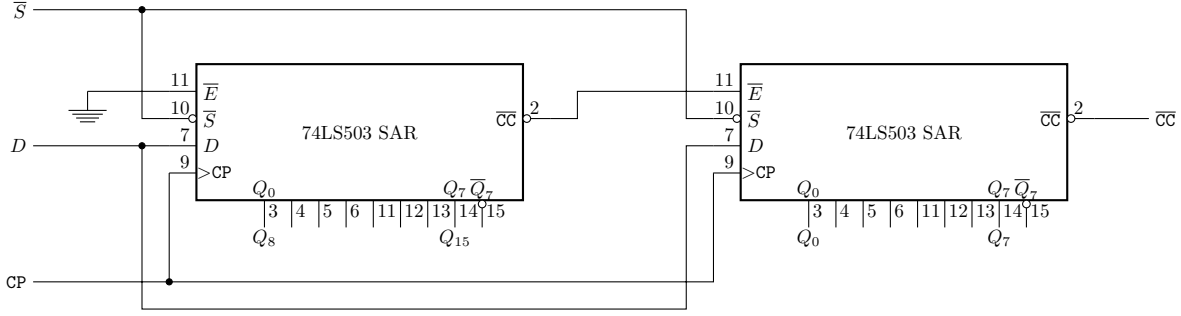 S̅
11 E̅
10 S̅
7 D
9 >CP
74LS503 SAR
C̅C̅ 2
Q₀ Q₇ Q̅₇
3 4 5 6 11 12 13 14 15
Q₈ Q₁₅
11 E̅
10 S̅
7 D
9 >CP
74LS503 SAR
C̅C̅ 2
C̅C̅
Q₀ Q₇ Q̅₇
3 4 5 6 11 12 13 14 15
Q₀ Q₇
D
CP